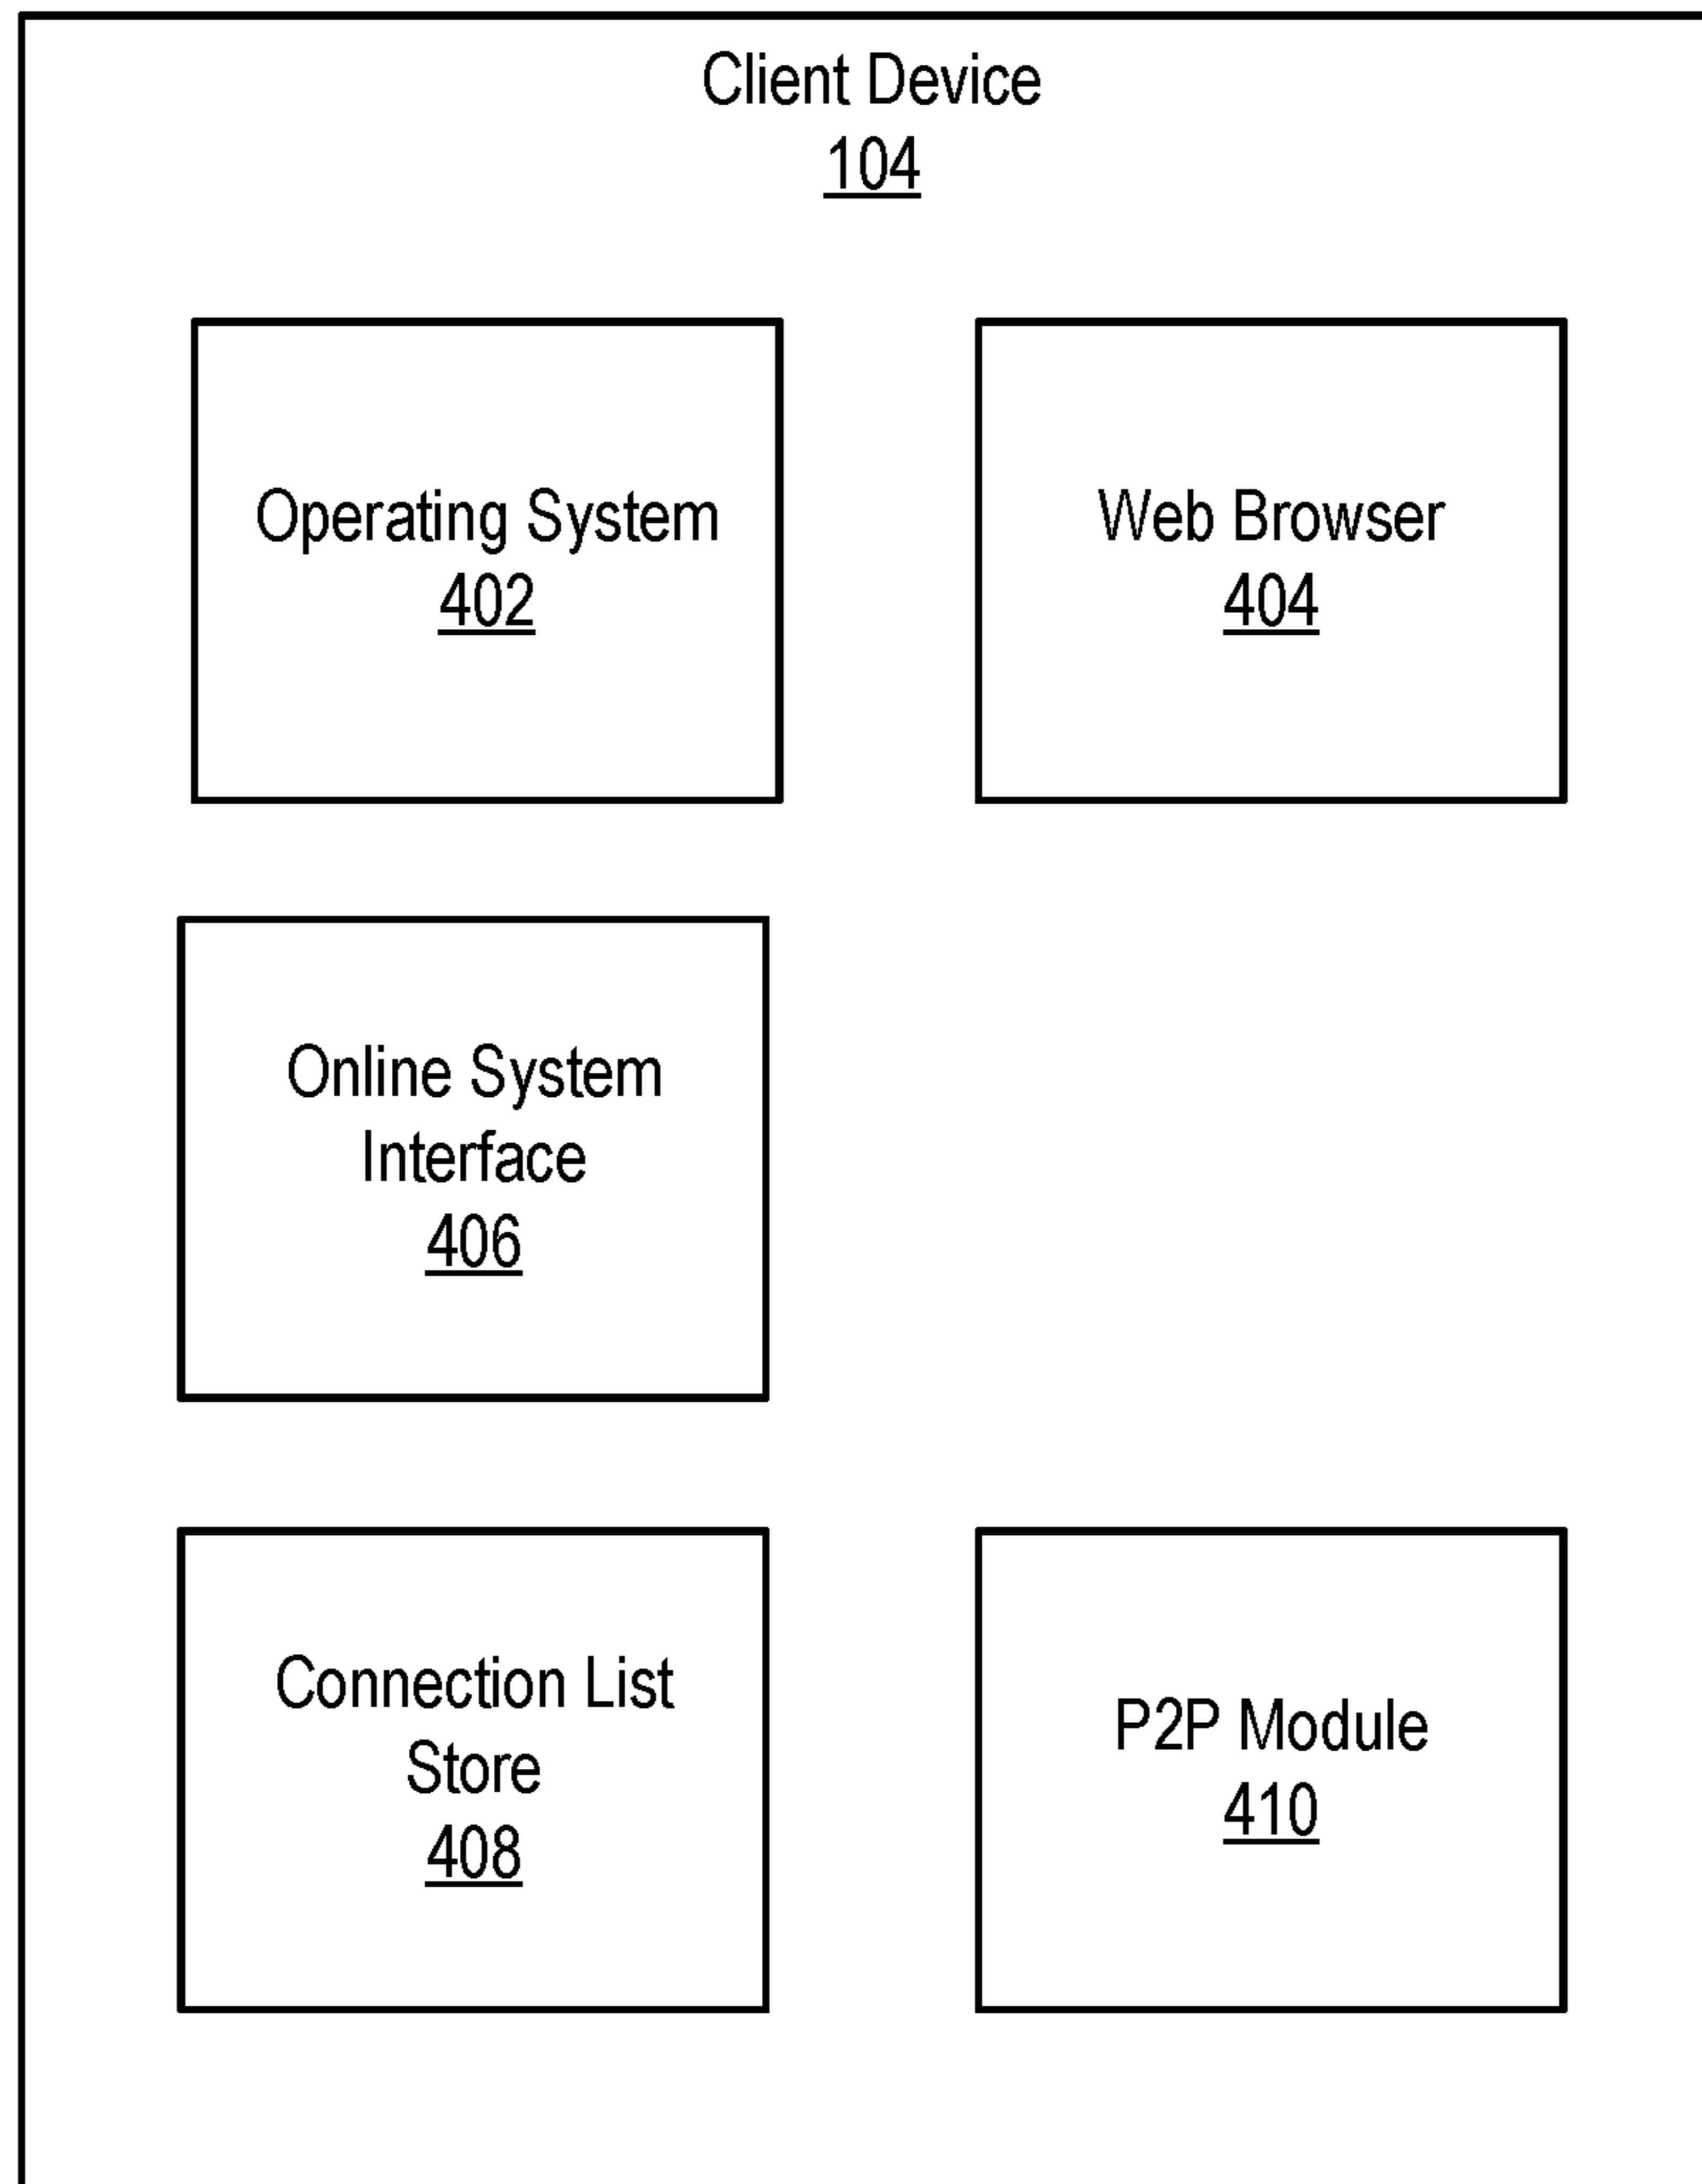 Client Device
104
Operating System
402
Web Browser
404
Online System
Interface
406
Connection List
Store
408
P2P Module
410